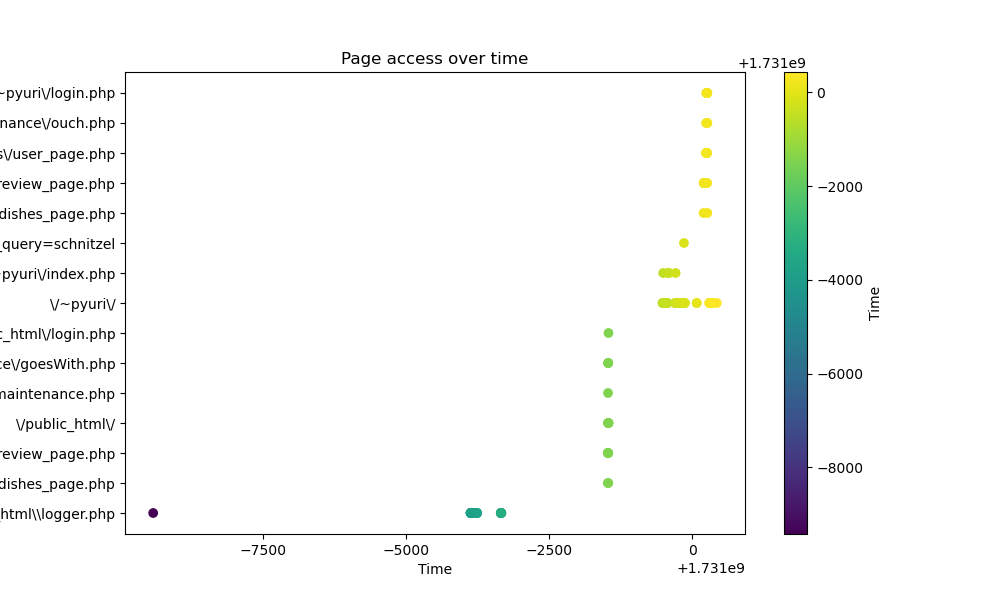 Page access over time
+1.731e9
~pyuri\/login.php
nance\/ouch.php
s\/user_page.php
review_page.php
dishes_page.php
_query=schnitzel
~pyuri\/index.php
\/~pyuri\/
c_html\/login.php
ce\/goesWith.php
maintenance.php
\/public_html\/
review_page.php
dishes_page.php
_html\\logger.php
−7500
−5000
−2500
0
Time
+1.731e9
0
−2000
−4000
−6000
−8000
Time